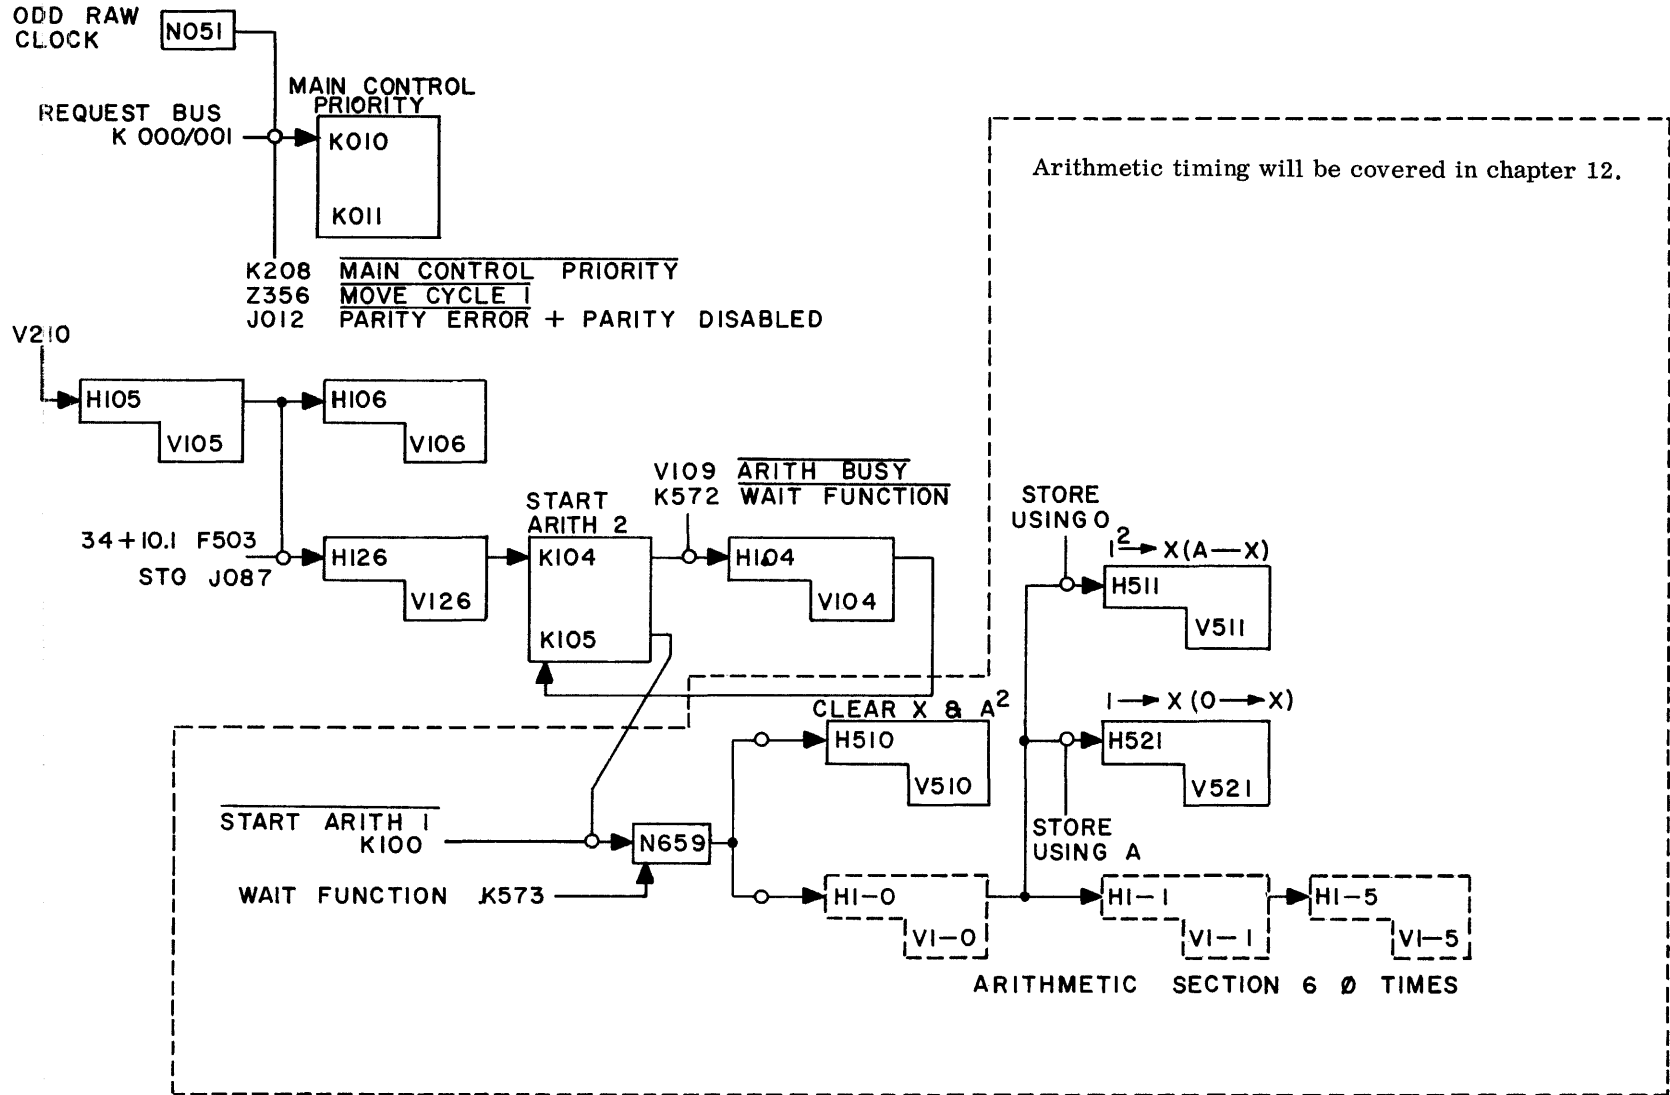 ODD RAW
CLOCK
N051
REQUEST BUS
K 000/001
MAIN CONTROL
PRIORITY
K010
K011
K208 MAIN CONTROL PRIORITY
Z356 MOVE CYCLE 1
J012 PARITY ERROR + PARITY DISABLED
Arithmetic timing will be covered in chapter 12.
V210
H105
V105
H106
V106
34+10.1 F503
STO J087
H126
V126
START
ARITH 2
K104
K105
V109 ARITH BUSY
K572 WAIT FUNCTION
H104
V104
STORE
USING O
I² → X(A—X)
H511
V511
CLEAR X & A²
H510
V510
I → X (O → X)
H521
V521
STORE
USING A
START ARITH 1
K100
N659
WAIT FUNCTION K573
H1-0
V1-0
H1-1
V1-1
H1-5
V1-5
ARITHMETIC SECTION 6 Ø TIMES